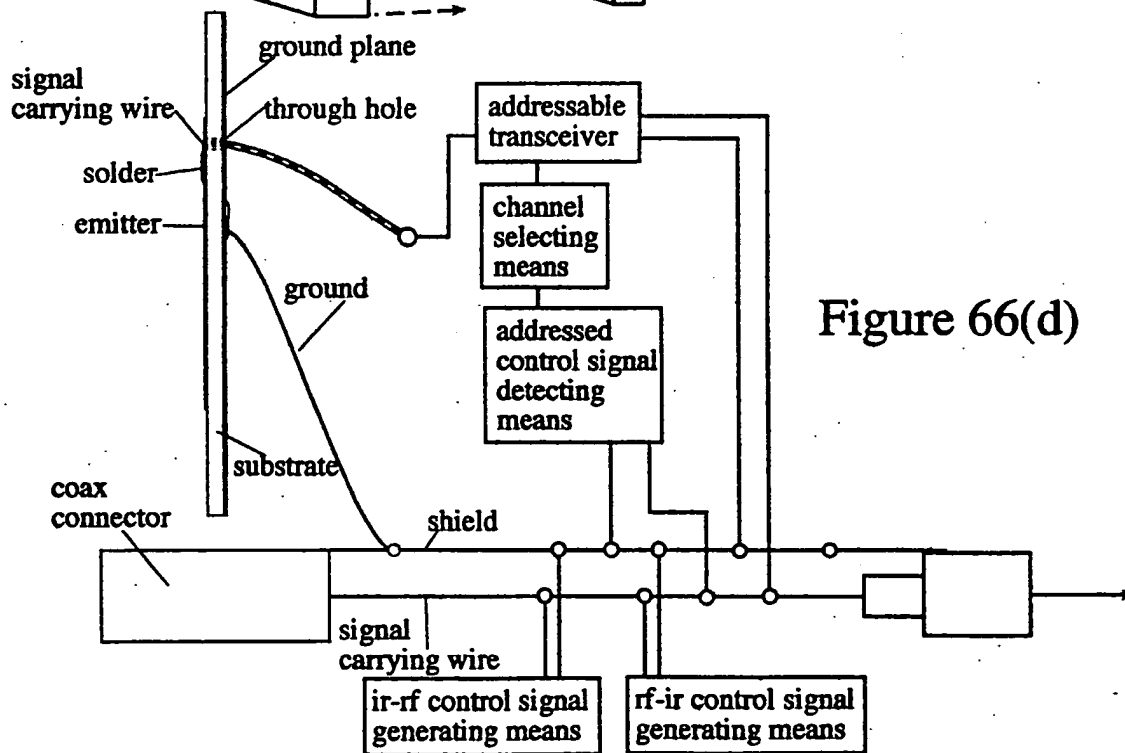 ground plane
signal
carrying wire
through hole
solder
emitter
ground
substrate
addressable
transceiver
channel
selecting
means
addressed
control signal
detecting
means
Figure 66(d)
coax
connector
shield
signal
carrying wire
ir-rf control signal
generating means
rf-ir control signal
generating means